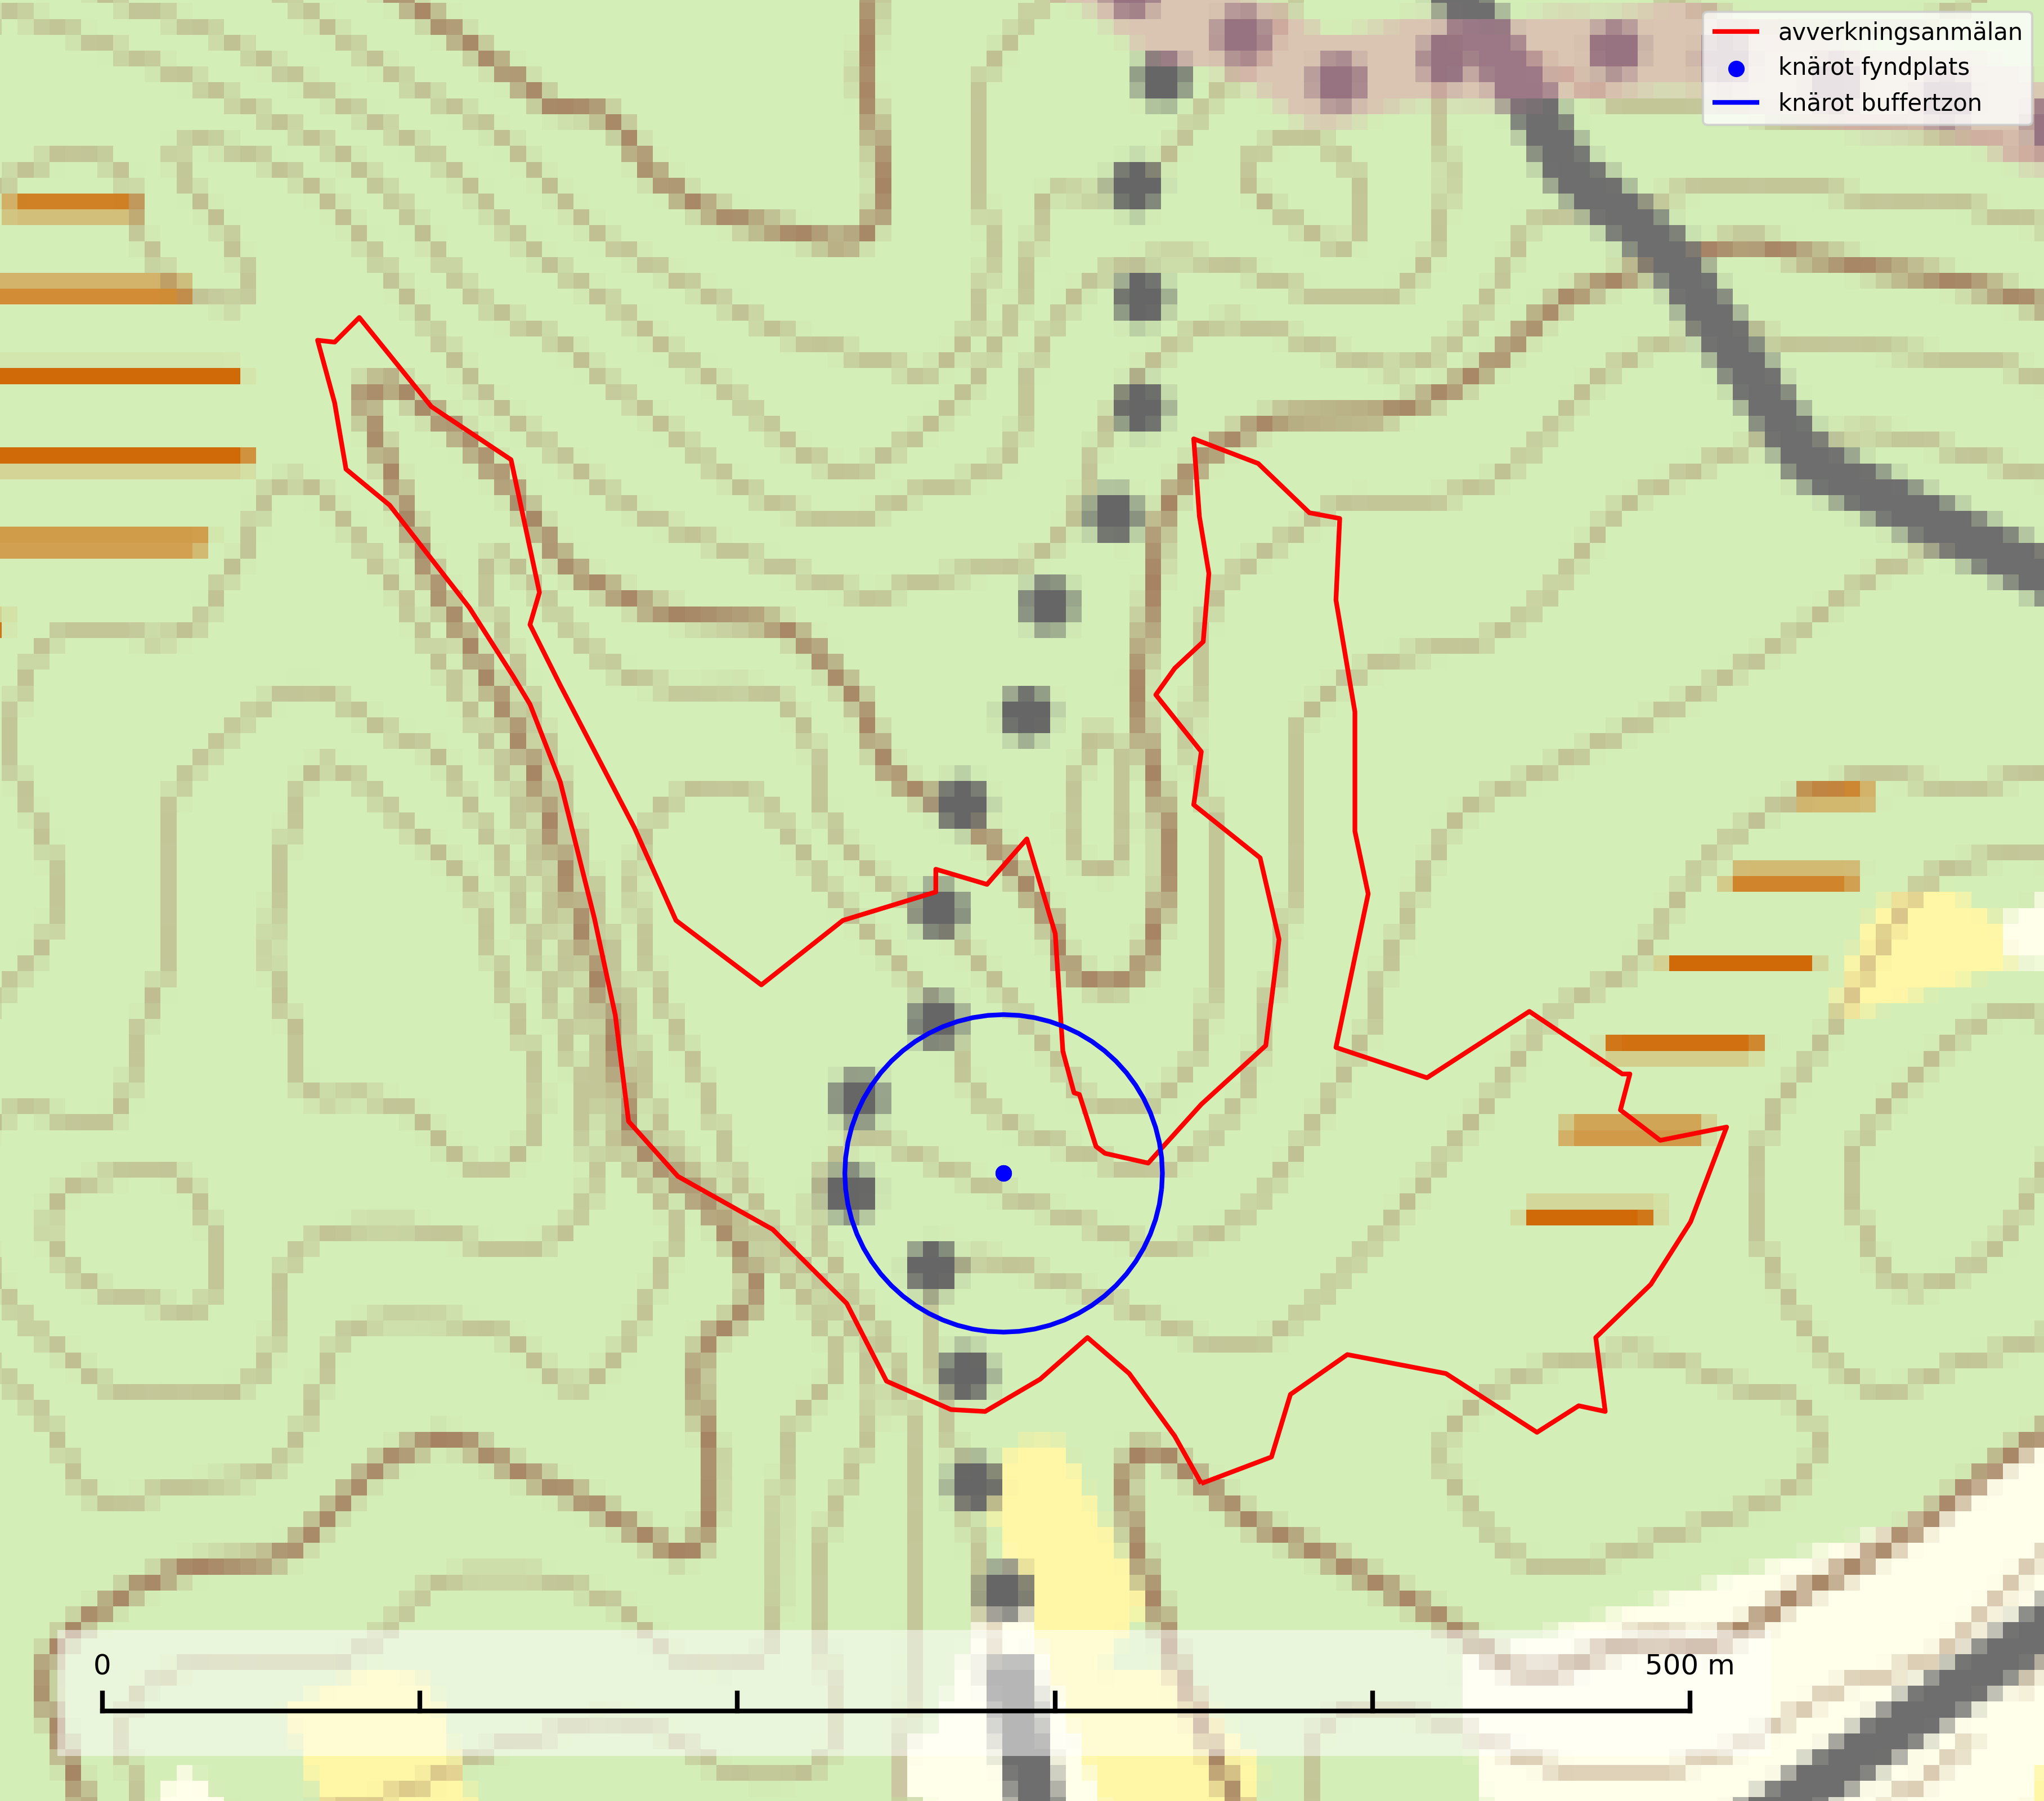 avverkningsanmälan
knärot fyndplats
knärot buffertzon
0
500 m